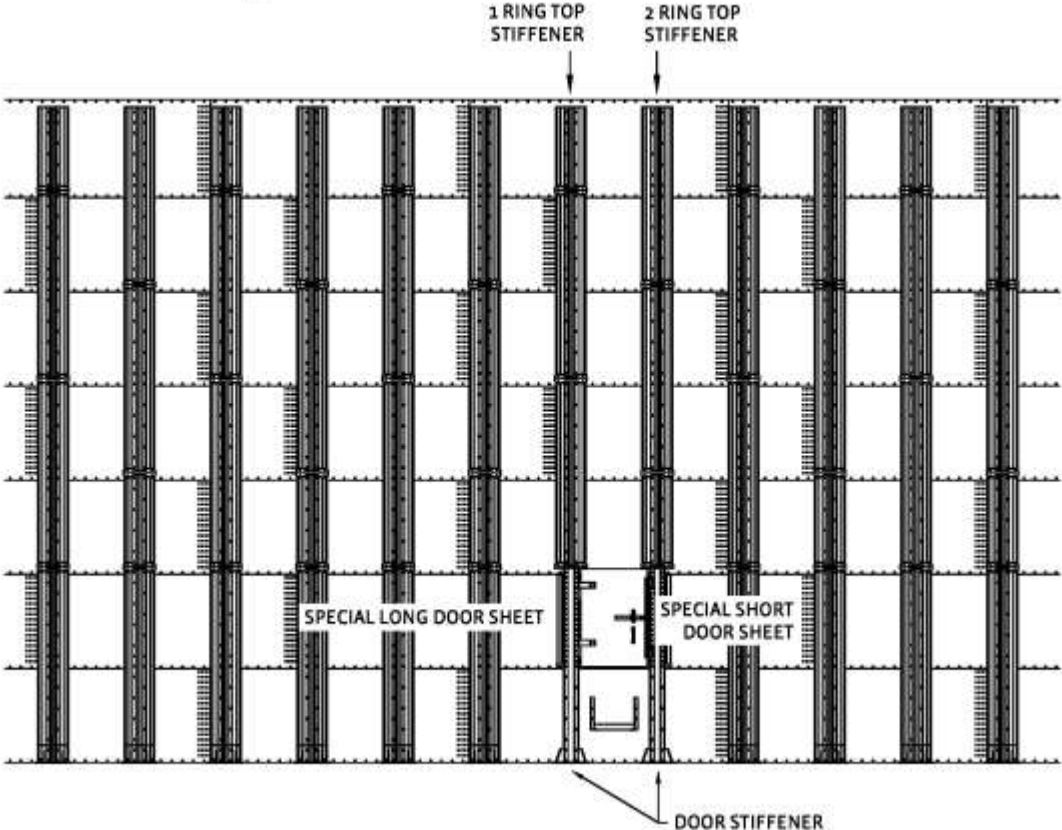 1 RING TOP
STIFFENER
2 RING TOP
STIFFENER
SPECIAL LONG DOOR SHEET
SPECIAL SHORT
DOOR SHEET
DOOR STIFFENER